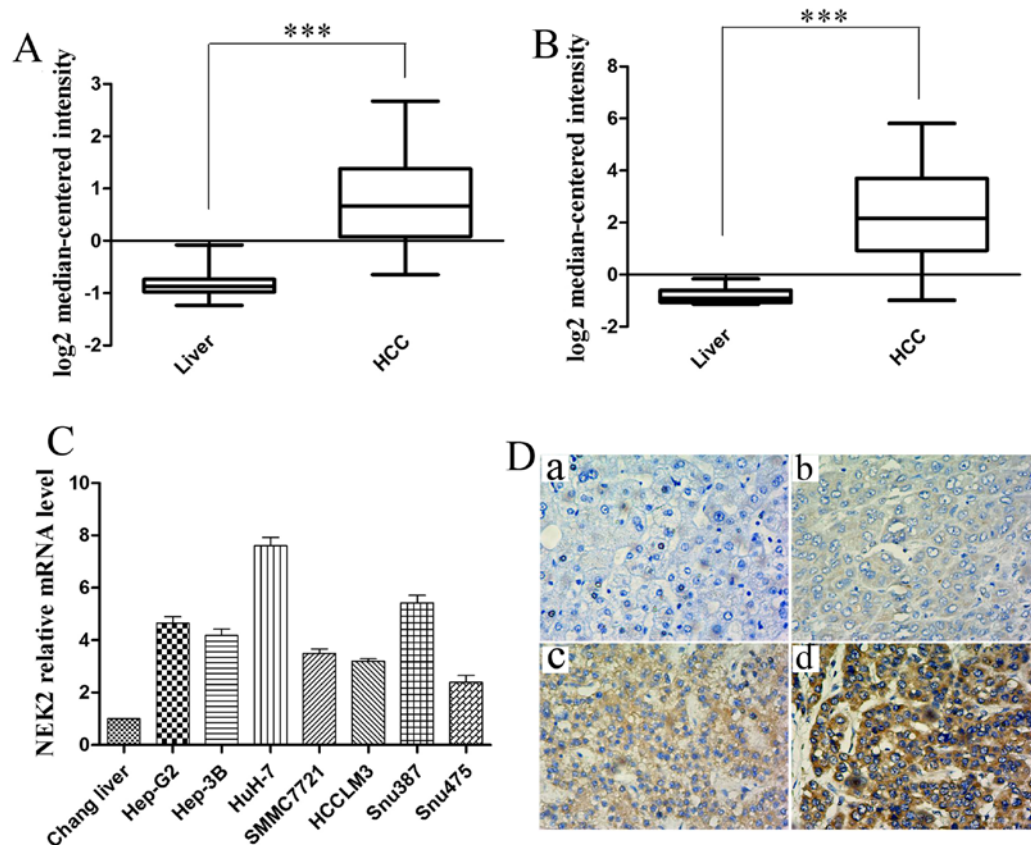 A
***
log2 median-centered intensity
3
2
1
0
-1
-2
Liver
HCC
B
***
log2 median-centered intensity
8
6
4
2
0
-2
Liver
HCC
C
NEK2 relative mRNA level
10
8
6
4
2
0
Chang liver
Hep-G2
Hep-3B
HuH-7
SMMC7721
HCCLM3
Snu387
Snu475
D
a
b
c
d